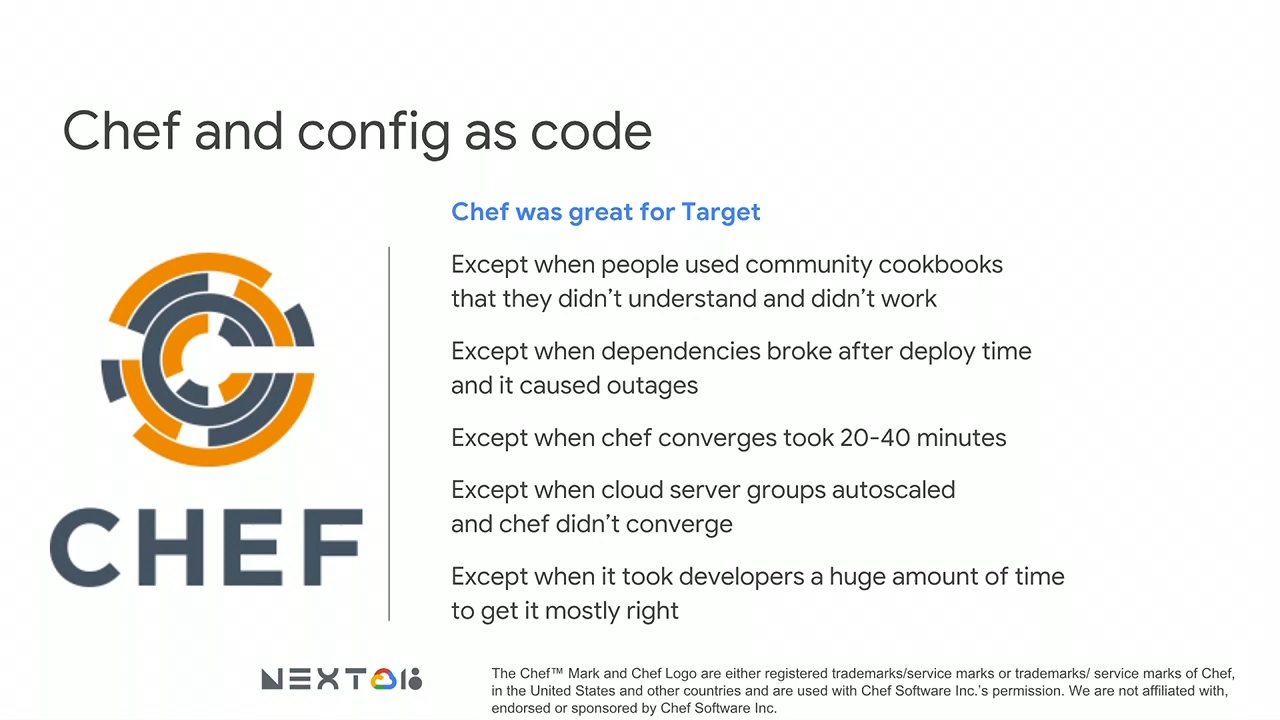 Chef and config as code
Chef was great for Target
Except when people used community cookbooks
that they didn’t understand and didn’t work
Except when dependencies broke after deploy time
and it caused outages
Except when chef converges took 20-40 minutes
Except when cloud server groups autoscaled
and chef didn’t converge
Except when it took developers a huge amount of time
to get it mostly right
CHEF
NEXT 18
The Chef™ Mark and Chef Logo are either registered trademarks/service marks or trademarks/ service marks of Chef,
in the United States and other countries and are used with Chef Software Inc.’s permission. We are not affiliated with,
endorsed or sponsored by Chef Software Inc.